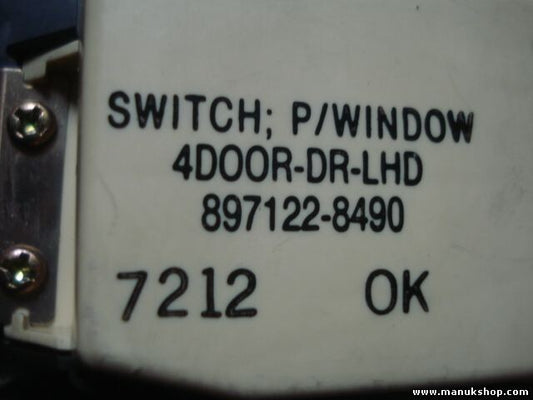 SWITCH; P/WINDOW
4DOOR-DR-LHD
897122-8490
7212 OK
www.manukshop.com